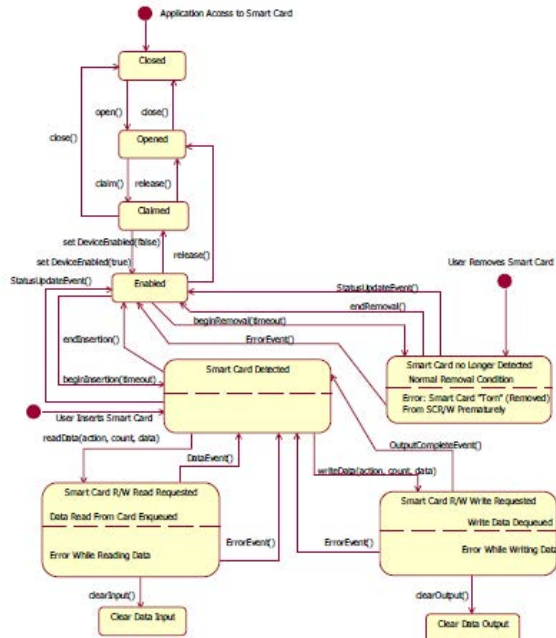 Application Access to Smart Card
Closed
open()
close()
close()
Opened
claim()
release()
Claimed
set DeviceEnabled(false)
set DeviceEnabled(true)
release()
StatusUpdateEvent()
Enabled
User Removes Smart Card
StatusUpdateEvent()
endRemoval()
beginRemoval(timeout)
endInsertion()
ErrorEvent()
Smart Card Detected
Smart Card no Longer Detected
Normal Removal Condition
beginInsertion(timeout)
Error: Smart Card "Torn" (Removed)
From SCR/W Prematurely
User Inserts Smart Card
readData(action, count, data)
OutputCompleteEvent()
DataEvent()
writeData(action, count, data)
Smart Card R/W Read Requested
Smart Card R/W Write Requested
Data Read From Card Enqueued
Write Data Dequeued
ErrorEvent()
ErrorEvent()
Error While Reading Data
Error While Writing Data
clearInput()
clearOutput()
Clear Data Input
Clear Data Output